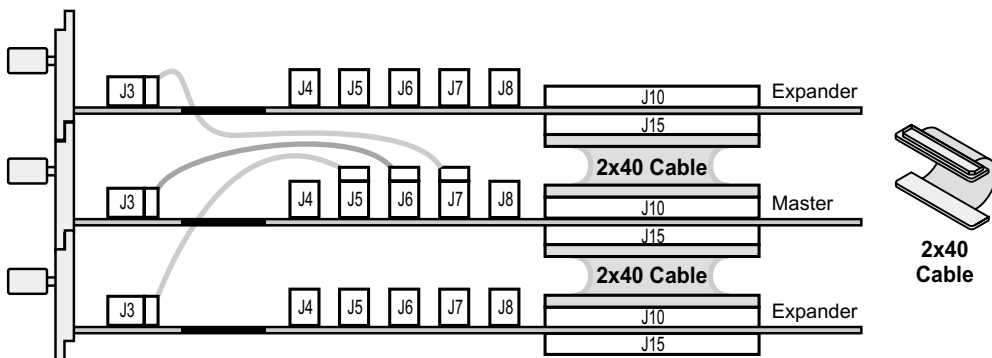 J3 J4 J5 J6 J7 J8 J10 Expander
J15
2x40 Cable
J3 J4 J5 J6 J7 J8 J10 Master
J15
2x40 Cable
J3 J4 J5 J6 J7 J8 J10 Expander
J15
2x40
Cable